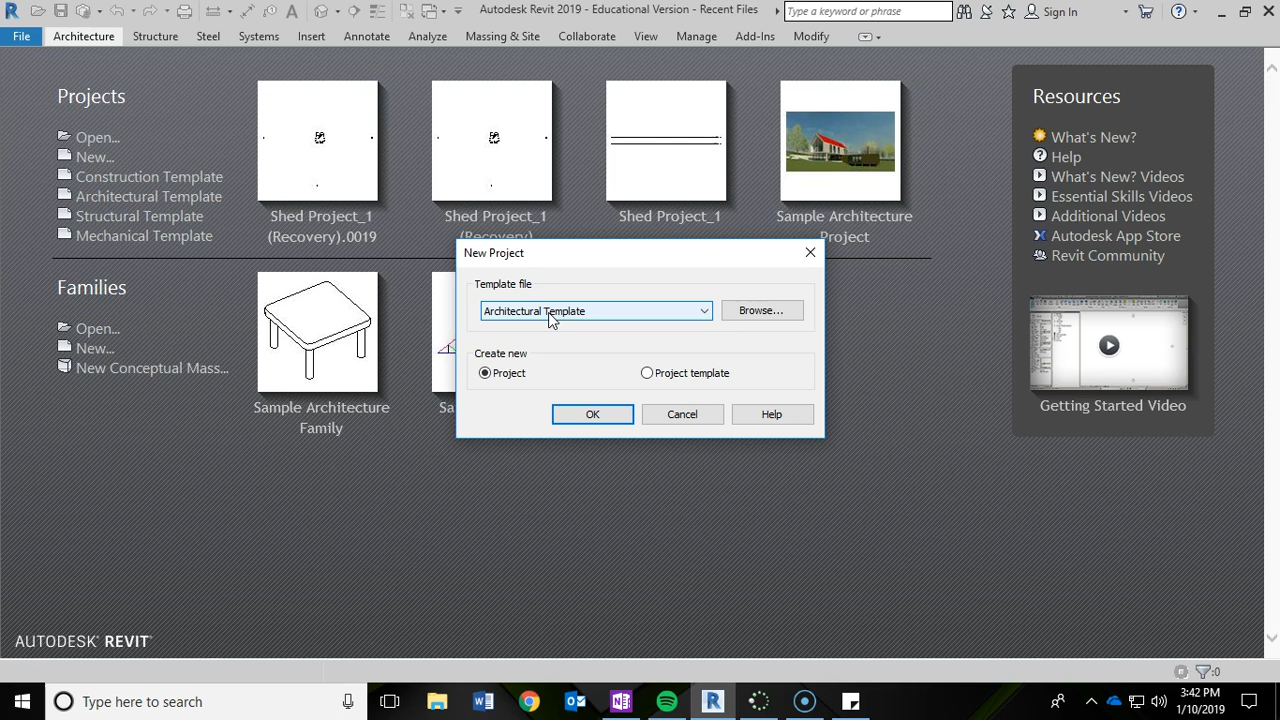 Autodesk Revit 2019 - Educational Version - Recent Files
Type a keyword or phrase
Sign In
File
Architecture
Structure
Steel
Systems
Insert
Annotate
Analyze
Massing & Site
Collaborate
View
Manage
Add-Ins
Modify
Projects
Open...
New...
Construction Template
Architectural Template
Structural Template
Mechanical Template
Shed Project_1
(Recovery).0019
Shed Project_1
(Recovery)
Shed Project_1
Sample Architecture
Project
Resources
What's New?
Help
What's New? Videos
Essential Skills Videos
Additional Videos
Autodesk App Store
Revit Community
Getting Started Video
Families
Open...
New...
New Conceptual Mass...
Sample Architecture
Family
Sa
New Project
Template file
Architectural Template
Browse...
Create new
Project
Project template
OK
Cancel
Help
AUTODESK® REVIT®
:0
Type here to search
3:42 PM
1/10/2019